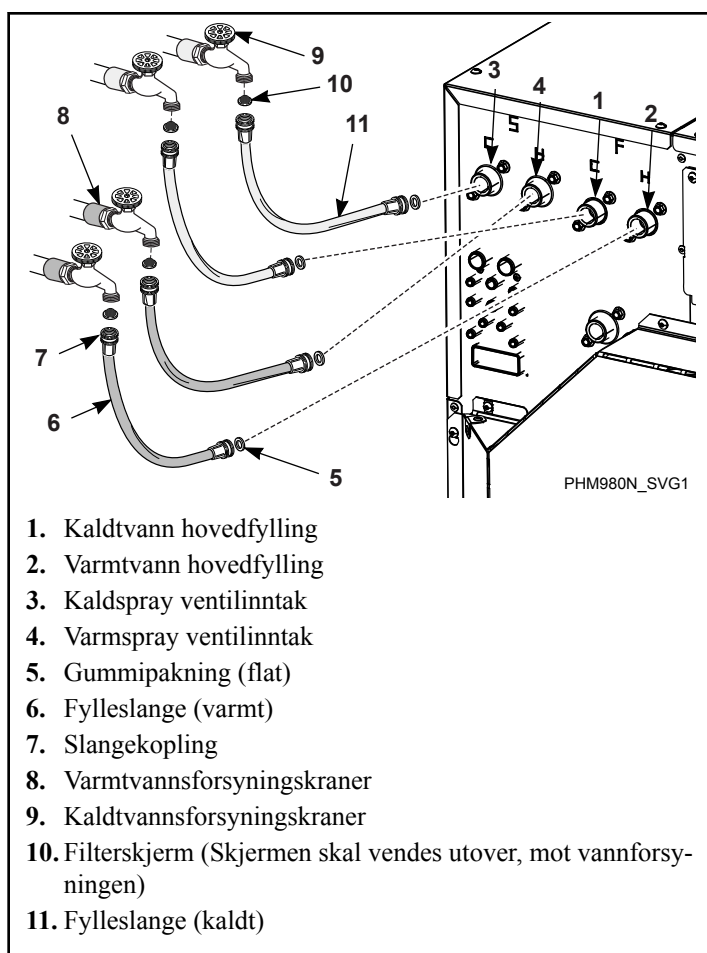 9
10
11
8
7
6
5
3
4
1
2
C
S
H
C
F
H
PHM980N_SVG1
1. Kaldtvann hovedfylling
2. Varmtvann hovedfylling
3. Kaldspray ventilinntak
4. Varmspray ventilinntak
5. Gummipakning (flat)
6. Fylleslange (varmt)
7. Slangekopling
8. Varmtvannsforsyningskraner
9. Kaldtvannsforsyningskraner
10. Filterskjerm (Skjermen skal vendes utover, mot vannforsy-
ningen)
11. Fylleslange (kaldt)